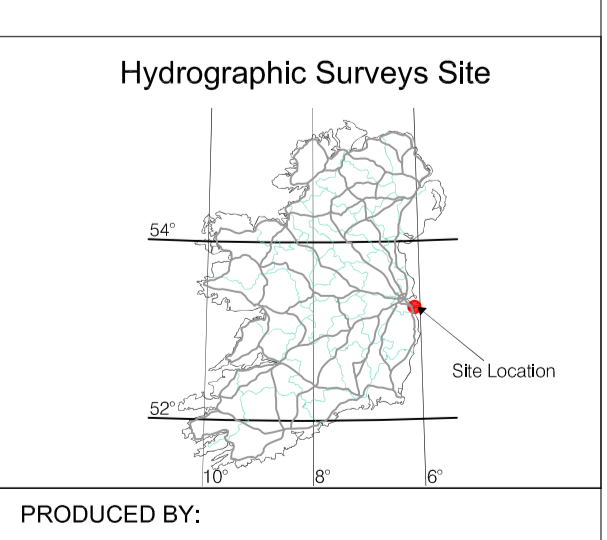 Hydrographic Surveys Site
54°
Site Location
52°
10° 8° 6°
PRODUCED BY: